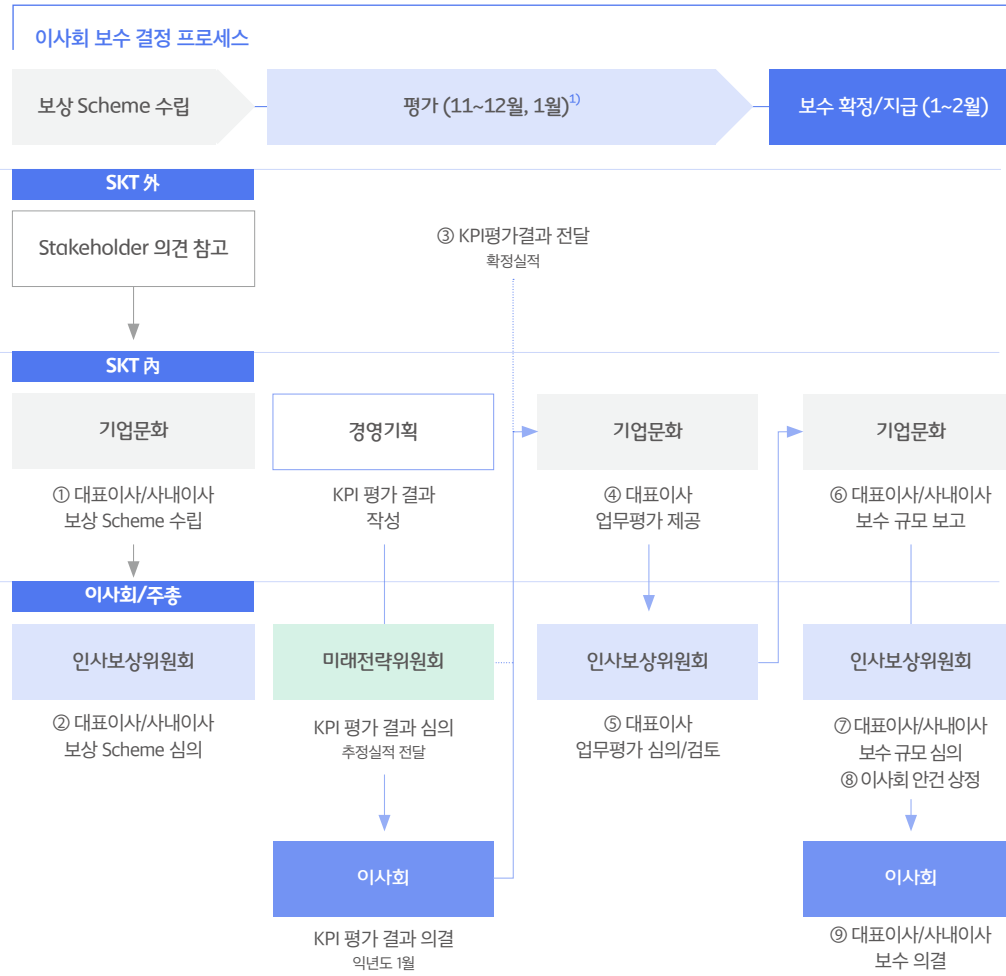 이사회 보수 결정 프로세스
보상 Scheme 수립
평가 (11~12월, 1월)1)
보수 확정/지급 (1~2월)
SKT 外
Stakeholder 의견 참고
③ KPI평가결과 전달
확정실적
SKT 內
기업문화
경영기획
기업문화
기업문화
① 대표이사/사내이사
보상 Scheme 수립
KPI 평가 결과
작성
④ 대표이사
업무평가 제공
⑥ 대표이사/사내이사
보수 규모 보고
이사회/주총
인사보상위원회
미래전략위원회
인사보상위원회
인사보상위원회
② 대표이사/사내이사
보상 Scheme 심의
KPI 평가 결과 심의
추정실적 전달
⑤ 대표이사
업무평가 심의/검토
⑦ 대표이사/사내이사
보수 규모 심의
⑧ 이사회 안건 상정
이사회
이사회
KPI 평가 결과 의결
익년도 1월
⑨ 대표이사/사내이사
보수 의결